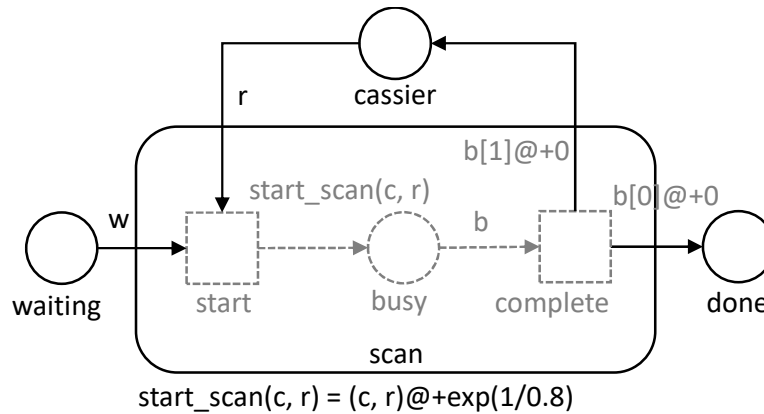 cassier
r
b[1]@+0
start_scan(c, r)
b[0]@+0
w
b
waiting
start
busy
complete
done
scan
start_scan(c, r) = (c, r)@+exp(1/0.8)